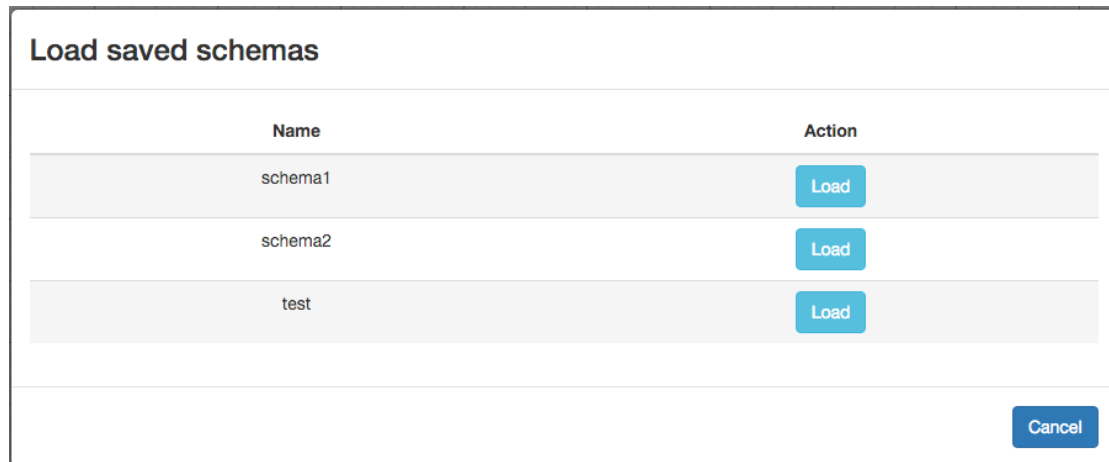 Load saved schemas
Name Action
schema1 Load
schema2 Load
test Load
Cancel